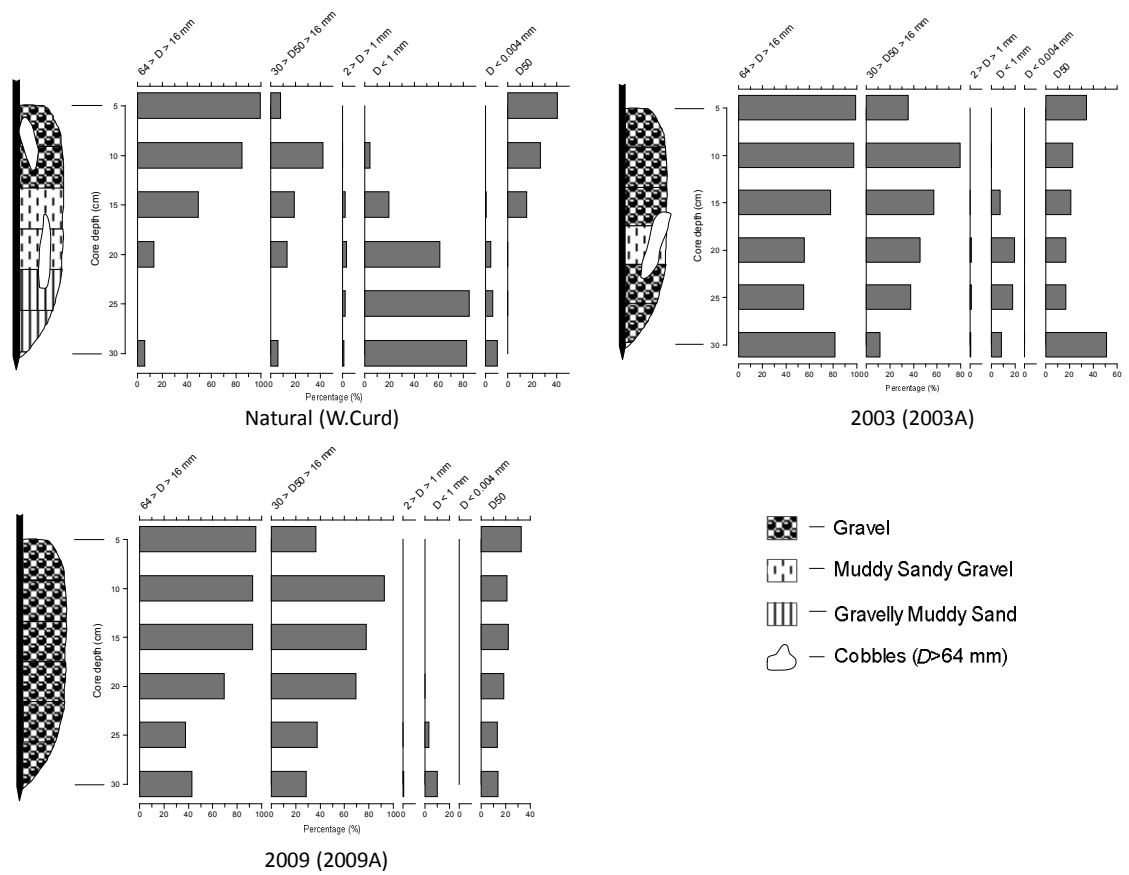 64 > D > 16 mm
30 > D50 > 16 mm
2 > D > 1 mm
D < 1 mm
D < 0.004 mm
D50
5
10
15
20
25
30
Core depth (cm)
0 20 40 60 80 100 0 20 40 0 0 20 40 60 80 0 0 20 40
Percentage (%)
Natural (W.Curd)
64 > D > 16 mm
30 > D50 > 16 mm
2 > D > 1 mm
D < 1 mm
D < 0.004 mm
D50
5
10
15
20
25
30
Core depth (cm)
0 20 40 60 80 100 0 20 40 60 80 0 0 20 0 0 20 40 60
Percentage (%)
2003 (2003A)
64 > D > 16 mm
30 > D50 > 16 mm
2 > D > 1 mm
D < 1 mm
D < 0.004 mm
D50
5
10
15
20
25
30
Core depth (cm)
0 20 40 60 80 100 0 20 40 60 80 100 0 0 20 0 0 20 40
Percentage (%)
2009 (2009A)
Gravel
Muddy Sandy Gravel
Gravelly Muddy Sand
Cobbles (D>64 mm)